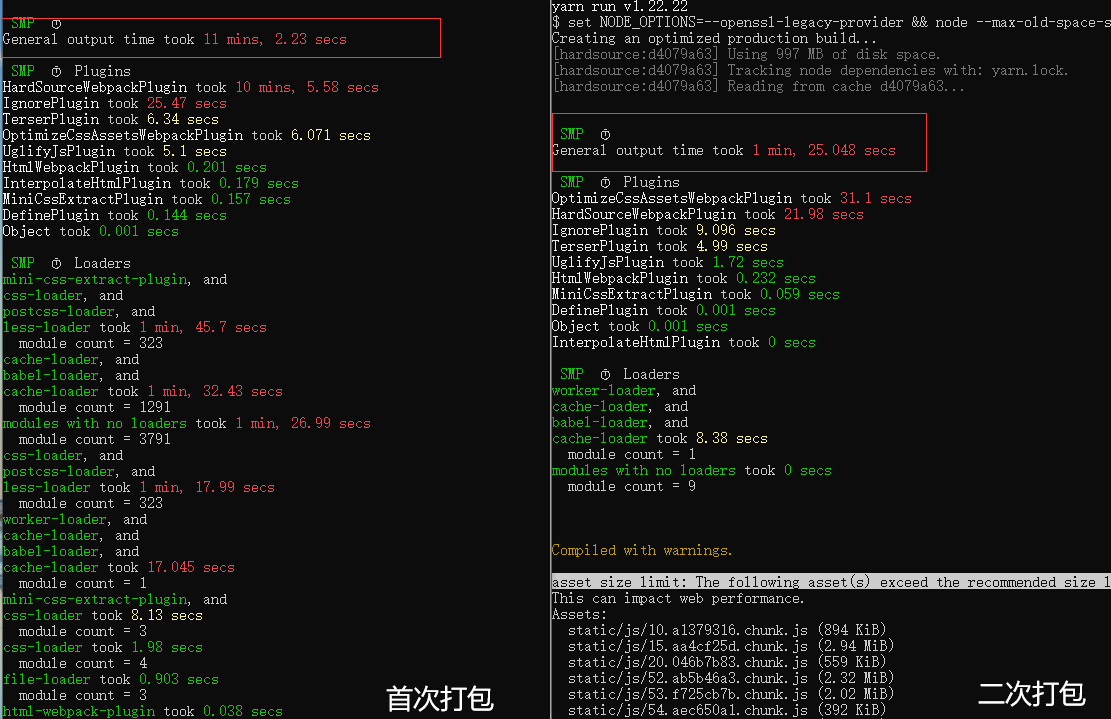 SMP ⏱
General output time took 11 mins, 2.23 secs
SMP ⏱ Plugins
HardSourceWebpackPlugin took 10 mins, 5.58 secs
IgnorePlugin took 25.47 secs
TerserPlugin took 6.34 secs
OptimizeCssAssetsWebpackPlugin took 6.071 secs
UglifyJsPlugin took 5.1 secs
HtmlWebpackPlugin took 0.201 secs
InterpolateHtmlPlugin took 0.179 secs
MiniCssExtractPlugin took 0.157 secs
DefinePlugin took 0.144 secs
Object took 0.001 secs
SMP ⏱ Loaders
mini-css-extract-plugin, and
css-loader, and
postcss-loader, and
less-loader took 1 min, 45.7 secs
module count = 323
cache-loader, and
babel-loader, and
cache-loader took 1 min, 32.43 secs
module count = 1291
modules with no loaders took 1 min, 26.99 secs
module count = 3791
css-loader, and
postcss-loader, and
less-loader took 1 min, 17.99 secs
module count = 323
worker-loader, and
cache-loader, and
babel-loader, and
cache-loader took 17.045 secs
module count = 1
mini-css-extract-plugin, and
css-loader took 8.13 secs
module count = 3
css-loader took 1.98 secs
module count = 4
file-loader took 0.903 secs
module count = 3
html-webpack-plugin took 0.038 secs
首次打包
yarn run v1.22.22
$ set NODE_OPTIONS=--openssl-legacy-provider && node --max-old-space-s
Creating an optimized production build...
[hardsource:d4079a63] Using 997 MB of disk space.
[hardsource:d4079a63] Tracking node dependencies with: yarn.lock.
[hardsource:d4079a63] Reading from cache d4079a63...
SMP ⏱
General output time took 1 min, 25.048 secs
SMP ⏱ Plugins
OptimizeCssAssetsWebpackPlugin took 31.1 secs
HardSourceWebpackPlugin took 21.98 secs
IgnorePlugin took 9.096 secs
TerserPlugin took 4.99 secs
UglifyJsPlugin took 1.72 secs
HtmlWebpackPlugin took 0.232 secs
MiniCssExtractPlugin took 0.059 secs
DefinePlugin took 0.001 secs
Object took 0.001 secs
InterpolateHtmlPlugin took 0 secs
SMP ⏱ Loaders
worker-loader, and
cache-loader, and
babel-loader, and
cache-loader took 8.38 secs
module count = 1
modules with no loaders took 0 secs
module count = 9
Compiled with warnings.
asset size limit: The following asset(s) exceed the recommended size l
This can impact web performance.
Assets:
static/js/10.a1379316.chunk.js (894 KiB)
static/js/15.aa4cf25d.chunk.js (2.94 MiB)
static/js/20.046b7b83.chunk.js (559 KiB)
static/js/52.ab5b46a3.chunk.js (2.32 MiB)
static/js/53.f725cb7b.chunk.js (2.02 MiB)
static/js/54.aec650a1.chunk.js (392 KiB)
二次打包